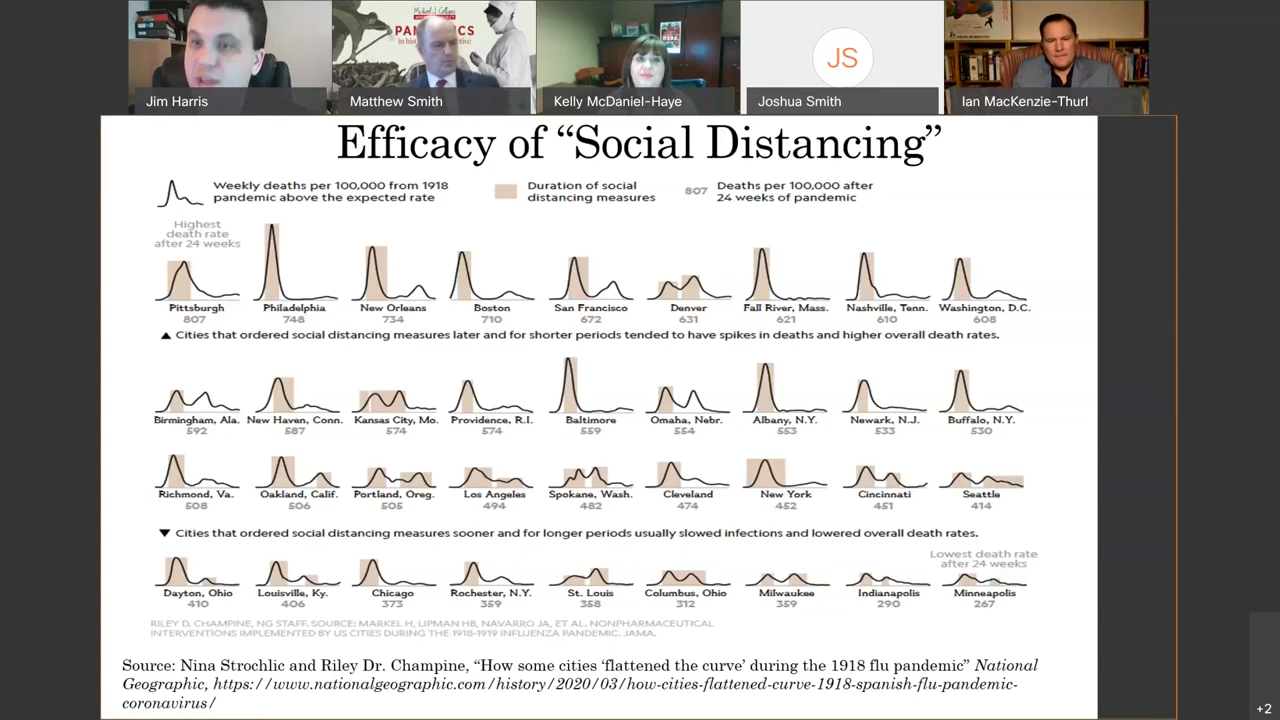 PANDEMICS
Jim Harris
Matthew Smith
Kelly McDaniel-Haye
JS
Joshua Smith
Ian MacKenzie-Thurl
Efficacy of “Social Distancing”
Weekly deaths per 100,000 from 1918
pandemic above the expected rate
Duration of social
distancing measures
807
Deaths per 100,000 after
24 weeks of pandemic
Highest
death rate
after 24 weeks
Pittsburgh Philadelphia New Orleans Boston San Francisco Denver Fall River, Mass. Nashville, Tenn. Washington, D.C.
807 748 734 710 672 631 621 610 608
▲ Cities that ordered social distancing measures later and for shorter periods tended to have spikes in deaths and higher overall death rates.
Birmingham, Ala. New Haven, Conn. Kansas City, Mo. Providence, R.I. Baltimore Omaha, Nebr. Albany, N.Y. Newark, N.J. Buffalo, N.Y.
592 587 574 574 559 554 553 533 530
Richmond, Va. Oakland, Calif. Portland, Oreg. Los Angeles Spokane, Wash. Cleveland New York Cincinnati Seattle
508 506 505 494 482 474 452 451 414
▼ Cities that ordered social distancing measures sooner and for longer periods usually slowed infections and lowered overall death rates.
Lowest death rate
after 24 weeks
Dayton, Ohio Louisville, Ky. Chicago Rochester, N.Y. St. Louis Columbus, Ohio Milwaukee Indianapolis Minneapolis
410 406 373 359 358 312 359 290 267
RILEY D. CHAMPINE, NG STAFF. SOURCE: MARKEL H, LIPMAN HB, NAVARRO JA, ET AL. NONPHARMACEUTICAL
INTERVENTIONS IMPLEMENTED BY US CITIES DURING THE 1918-1919 INFLUENZA PANDEMIC. JAMA.
Source: Nina Strochlic and Riley Dr. Champine, “How some cities ‘flattened the curve’ during the 1918 flu pandemic” National
Geographic, https://www.nationalgeographic.com/history/2020/03/how-cities-flattened-curve-1918-spanish-flu-pandemic-
coronavirus/
+2